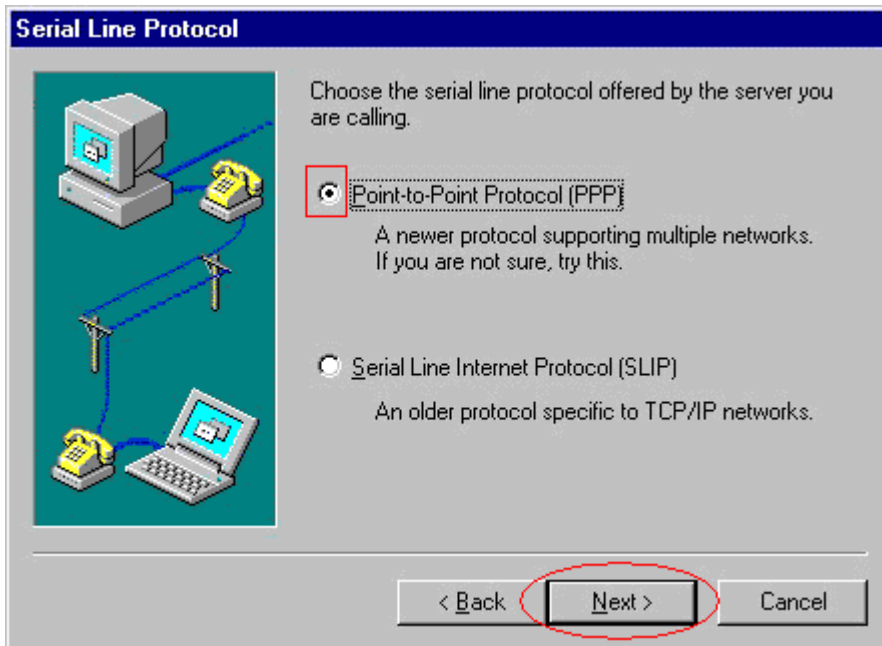 Serial Line Protocol
Choose the serial line protocol offered by the server you
are calling.
Point-to-Point Protocol (PPP)
A newer protocol supporting multiple networks.
If you are not sure, try this.
Serial Line Internet Protocol (SLIP)
An older protocol specific to TCP/IP networks.
< Back
Next >
Cancel